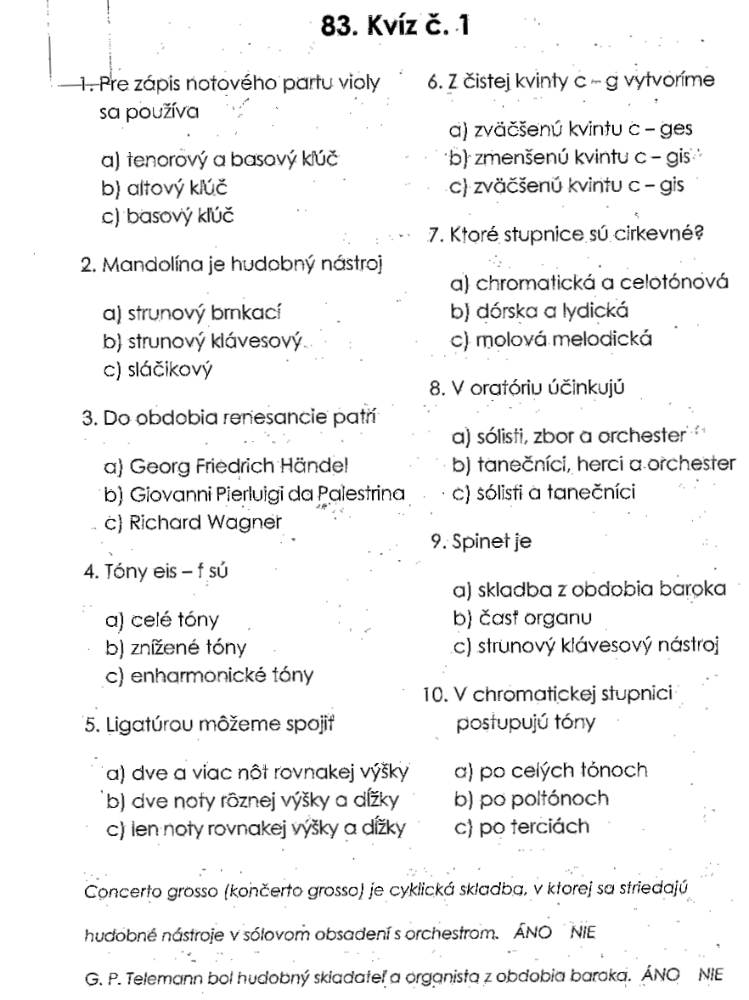 83. Kvíz č. 1
1. Pre zápis notového partu violy
sa používa
a) tenorový a basový kľúč
b) altový kľúč
c) basový kľúč
2. Mandolína je hudobný nástroj
a) strunový brnkací
b) strunový klávesový
c) sláčikový
3. Do obdobia renesancie patrí
a) Georg Friedrich Händel
b) Giovanni Pierluigi da Palestrina
c) Richard Wagner
4. Tóny eis – f sú
a) celé tóny
b) znížené tóny
c) enharmonické tóny
5. Ligatúrou môžeme spojiť
a) dve a viac nôt rovnakej výšky
b) dve noty rôznej výšky a dĺžky
c) len noty rovnakej výšky a dĺžky
6. Z čistej kvinty c – g vytvoríme
a) zväčšenú kvintu c – ges
b) zmenšenú kvintu c – gis
c) zväčšenú kvintu c – gis
7. Ktoré stupnice sú cirkevné?
a) chromatická a celotónová
b) dórska a lydická
c) molová melodická
8. V oratóriu účinkujú
a) sólisti, zbor a orchester
b) tanečníci, herci a orchester
c) sólisti a tanečníci
9. Spinet je
a) skladba z obdobia baroka
b) časť organu
c) strunový klávesový nástroj
10. V chromatickej stupnici
postupujú tóny
a) po celých tónoch
b) po poltónoch
c) po terciách
Concerto grosso (končerto grosso) je cyklická skladba, v ktorej sa striedajú
hudobné nástroje v sólovom obsadení s orchestrom. ÁNO NIE
G. P. Telemann bol hudobný skladateľ a organista z obdobia baroka. ÁNO NIE